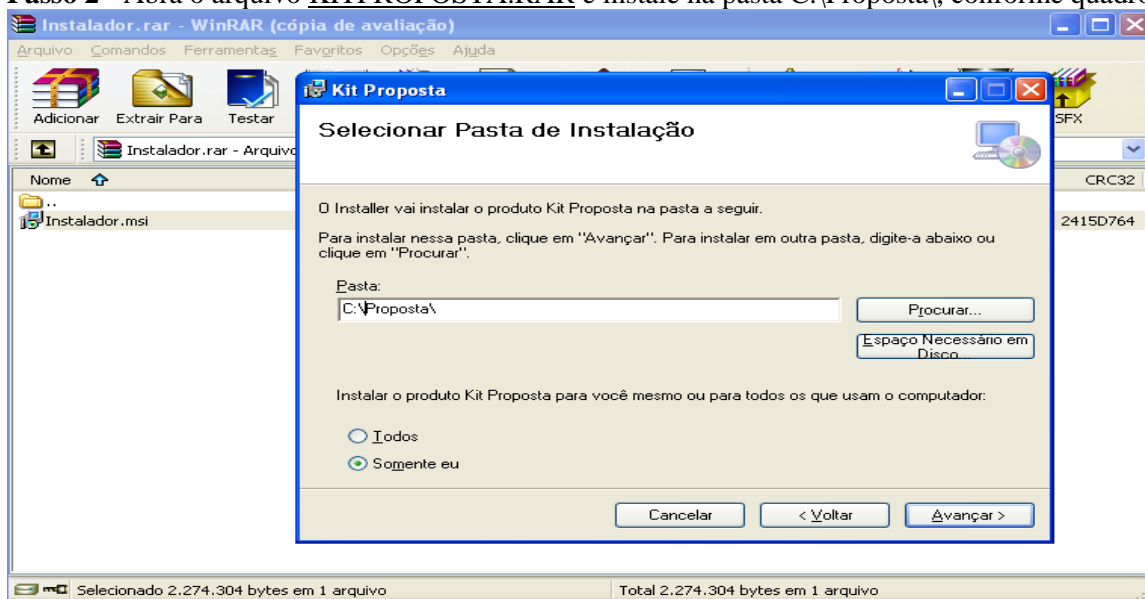 Passo 2 - Abra o arquivo KITPROPOSTA.RAR e instale na pasta C:\Proposta\, conforme quadro
Instalador.rar - WinRAR (cópia de avaliação)
Arquivo Comandos Ferramentas Favoritos Opções Ajuda
Adicionar Extrair Para Testar SFX
Instalador.rar - Arquivo
Nome CRC32
..
Instalador.msi 2415D764
Kit Proposta
Selecionar Pasta de Instalação
O Installer vai instalar o produto Kit Proposta na pasta a seguir.
Para instalar nessa pasta, clique em "Avançar". Para instalar em outra pasta, digite-a abaixo ou
clique em "Procurar".
Pasta:
C:\Proposta\
Procurar...
Espaço Necessário em
Disco...
Instalar o produto Kit Proposta para você mesmo ou para todos os que usam o computador:
Todos
Somente eu
Cancelar < Voltar Avançar >
Selecionado 2.274.304 bytes em 1 arquivo Total 2.274.304 bytes em 1 arquivo